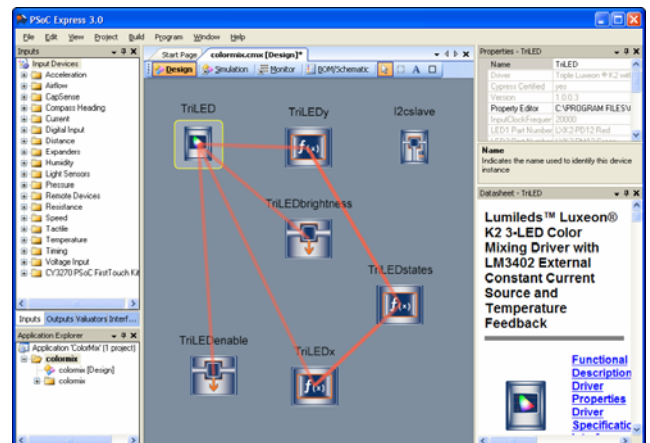 PSoC Express 3.0
File Edit View Project Build Program Window Help
Inputs
Input Devices
Acceleration
Airflow
CapSense
Compass Heading
Current
Digital Input
Distance
Expanders
Humidity
Light Sensors
Pressure
Remote Devices
Resistance
Speed
Tactile
Temperature
Timing
Voltage Input
CY3270 PSoC FirstTouch Kit
Inputs Outputs Valuators Interf...
Application Explorer
Application 'ColorMix' (1 project)
colormix
colormix [Design]
colormix
Start Page colormix.cmx [Design]*
Design Simulation Monitor BOM/Schematic A
TriLED
TriLEDy
I2cslave
f(x)
TriLEDbrightness
TriLEDstates
f(x)
TriLEDenable
TriLEDx
f(x)
Properties - TriLED
Name TriLED
Driver Triple Luxeon ® K2 with
Cypress Certified yes
Version 1.0.0.3
Property Editor C:\PROGRAM FILES\
InputClockFrequer 20000
LED1 Part Number LXK2-PD12 Red
Name
Indicates the name used to identify this device
instance
Datasheet - TriLED
Lumileds™ Luxeon®
K2 3-LED Color
Mixing Driver with
LM3402 External
Constant Current
Source and
Temperature
Feedback
Functional
Description
Driver
Properties
Driver
Specificatio